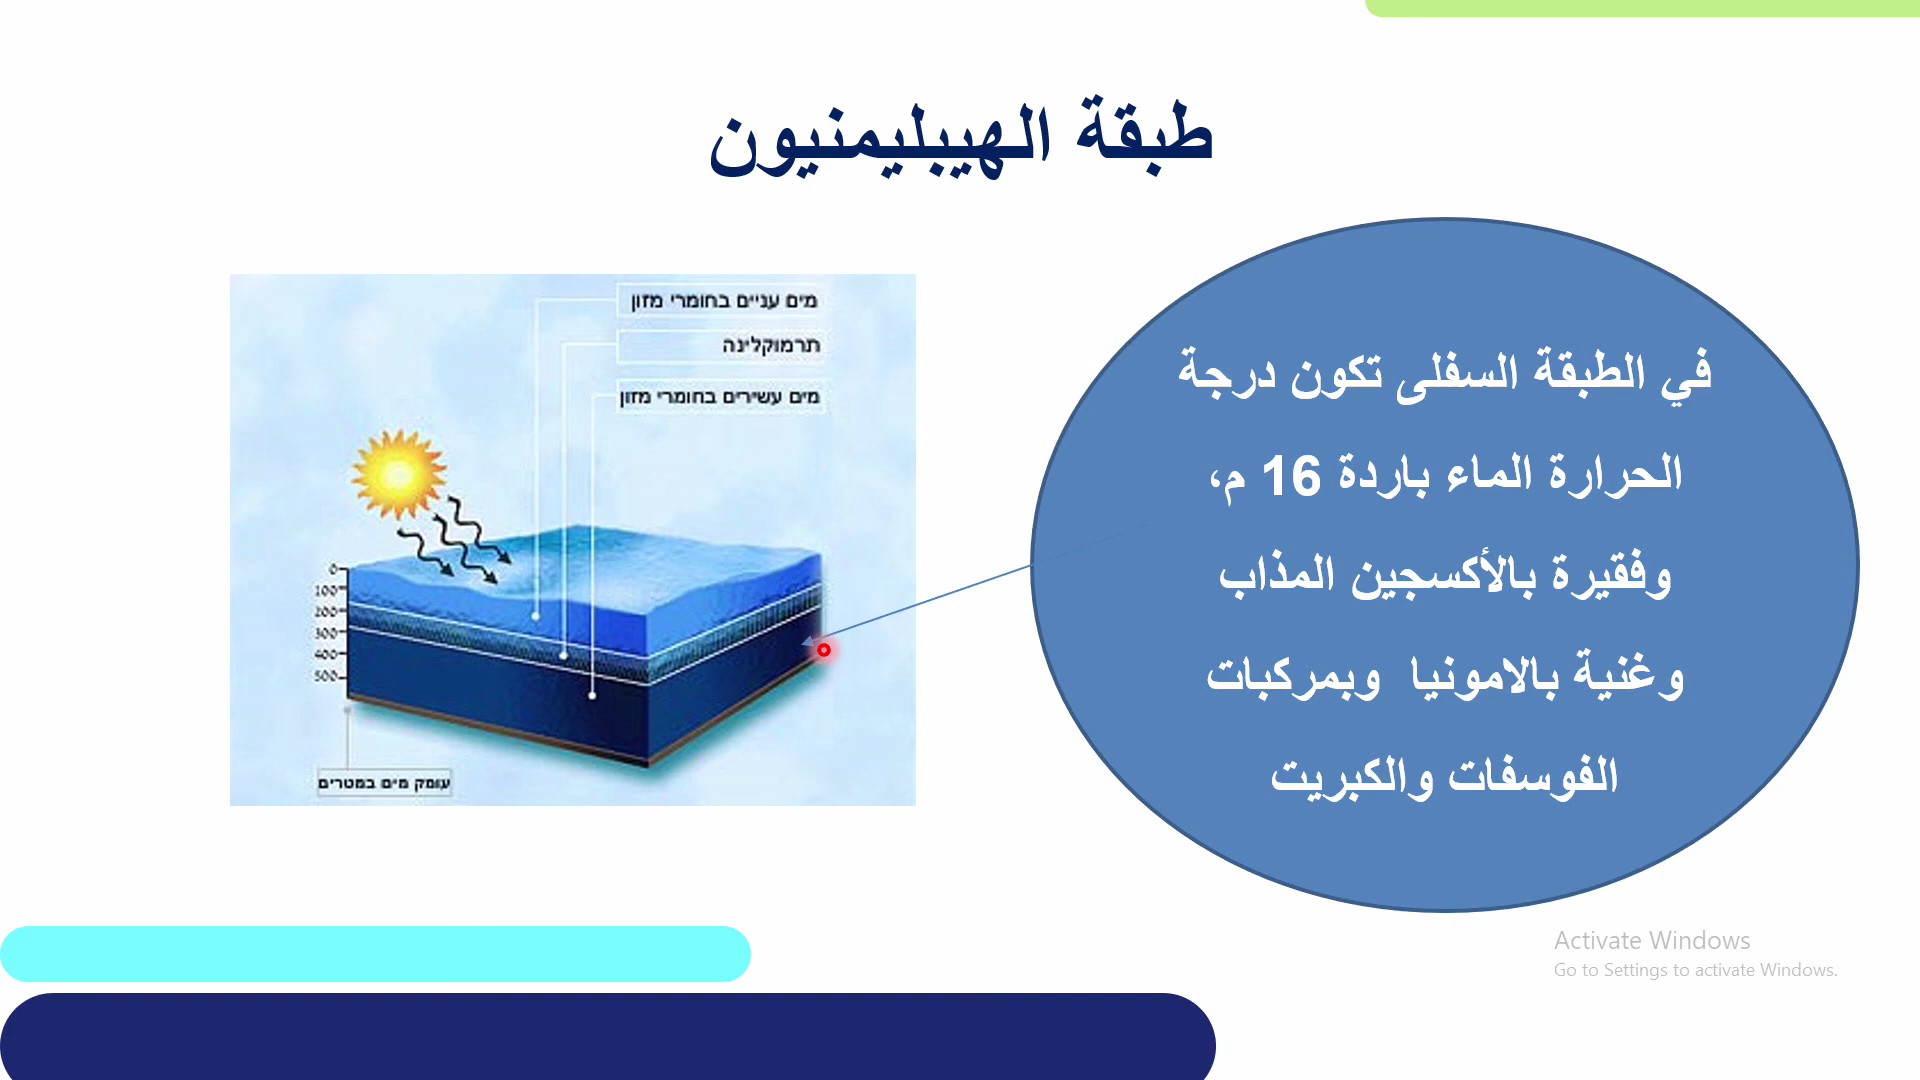 طبقة الهيبليمنيون
في الطبقة السفلى تكون درجة
الحرارة الماء باردة 16 م،
وفقيرة بالأكسجين المذاب
وغنية بالامونيا وبمركبات
الفوسفات والكبريت
מים עניים בחומרי מזון
תרמוקלינה
מים עשירים בחומרי מזון
0
100
200
300
400
500
עומק מים במטרים
Activate Windows
Go to Settings to activate Windows.